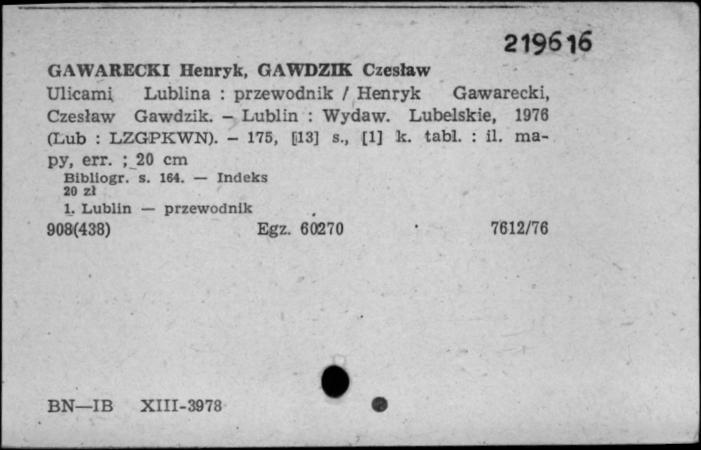 219616
GAWARECKI Henryk, GAWDZIK Czesław
Ulicami Lublina : przewodnik / Henryk Gawarecki,
Czesław Gawdzik. — Lublin : Wydaw. Lubelskie, 1976
(Lub : LZGPKWN). — 175, [13] s., [1] k. tabl. : il. ma-
py, err. ; 20 cm
Bibliogr. s. 164. — Indeks
20 zł
1. Lublin — przewodnik
908(438) Egz. 60270 7612/76
BN—IB XIII-3978